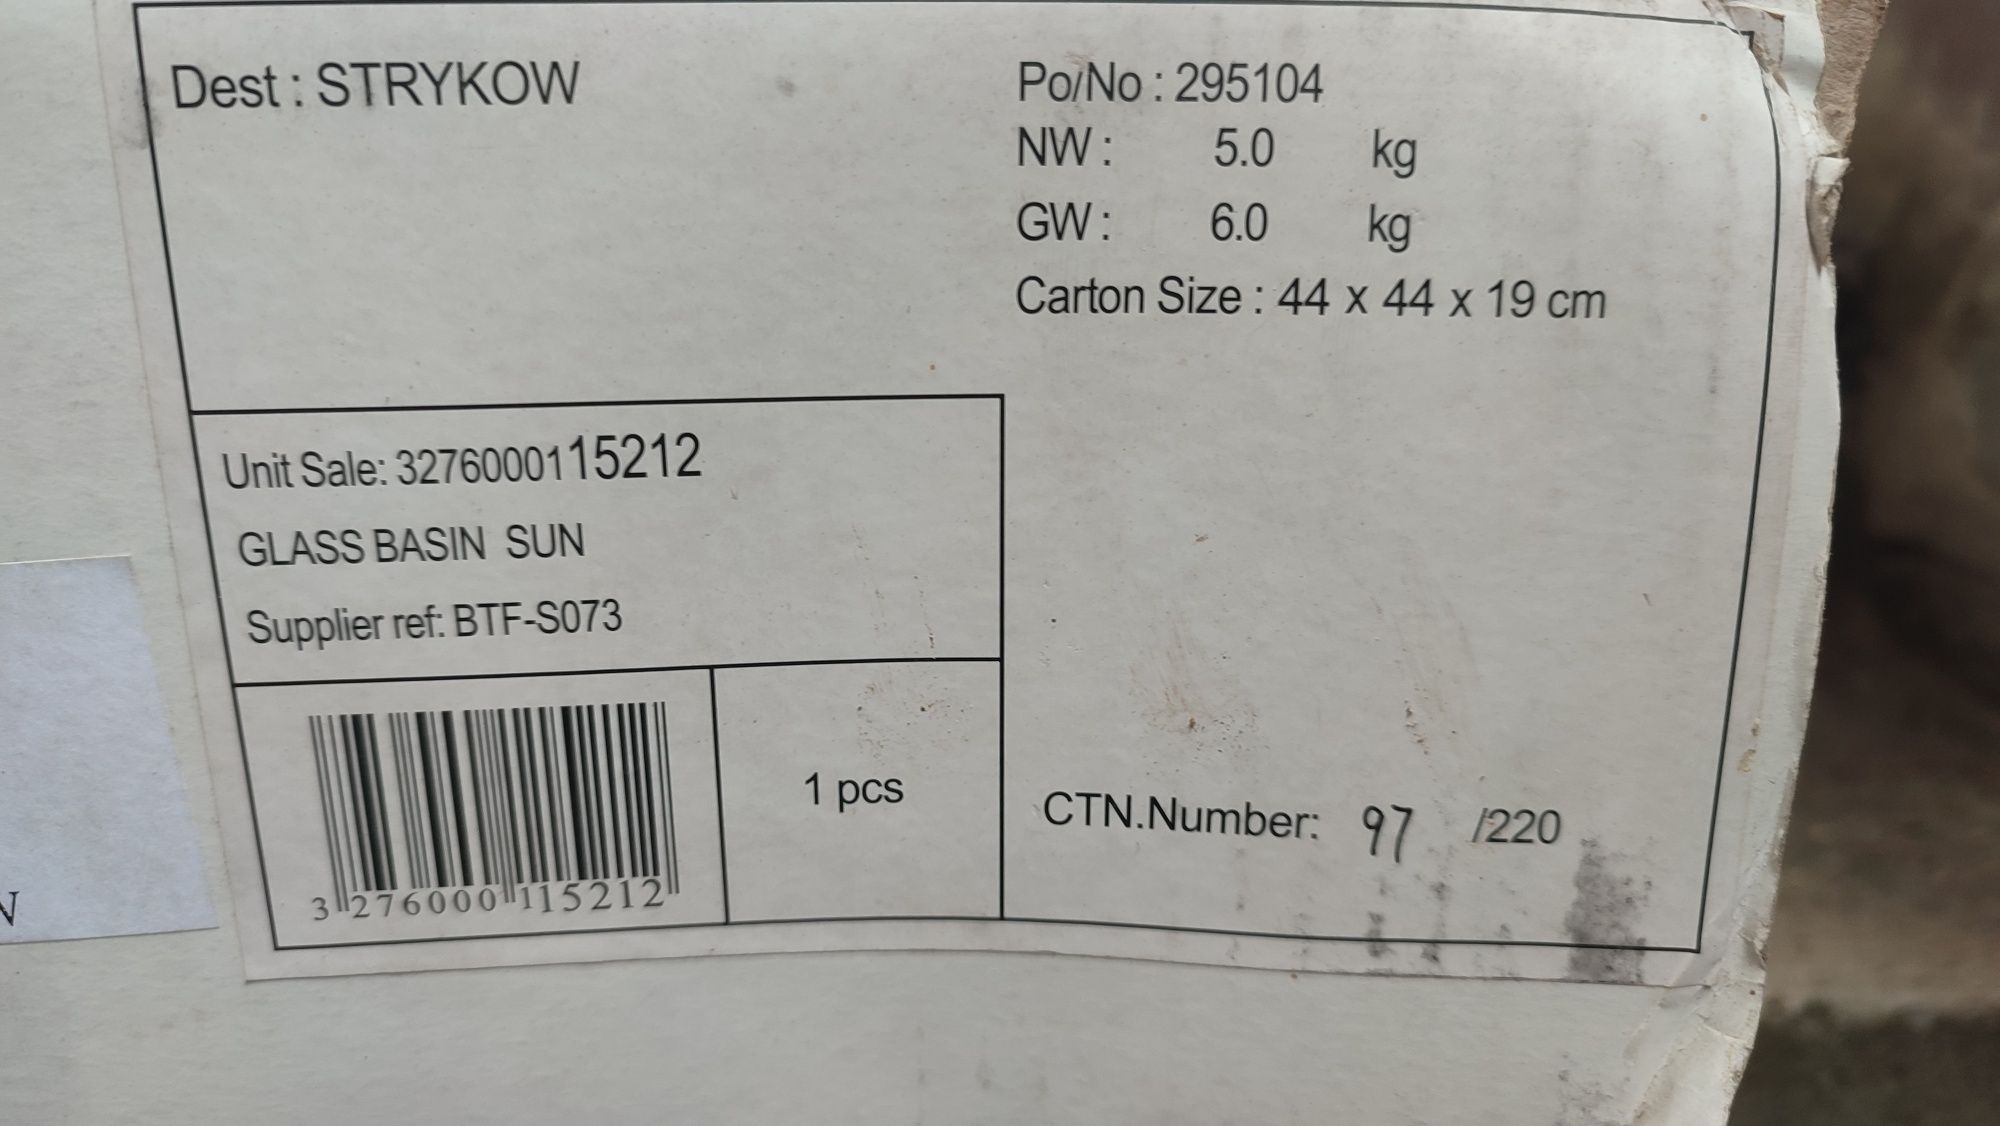 Dest : STRYKOW
Po/No : 295104
NW : 5.0 kg
GW : 6.0 kg
Carton Size : 44 x 44 x 19 cm
Unit Sale: 3276000115212
GLASS BASIN SUN
Supplier ref: BTF-S073
3 276000 115212
1 pcs
CTN.Number: 97 /220